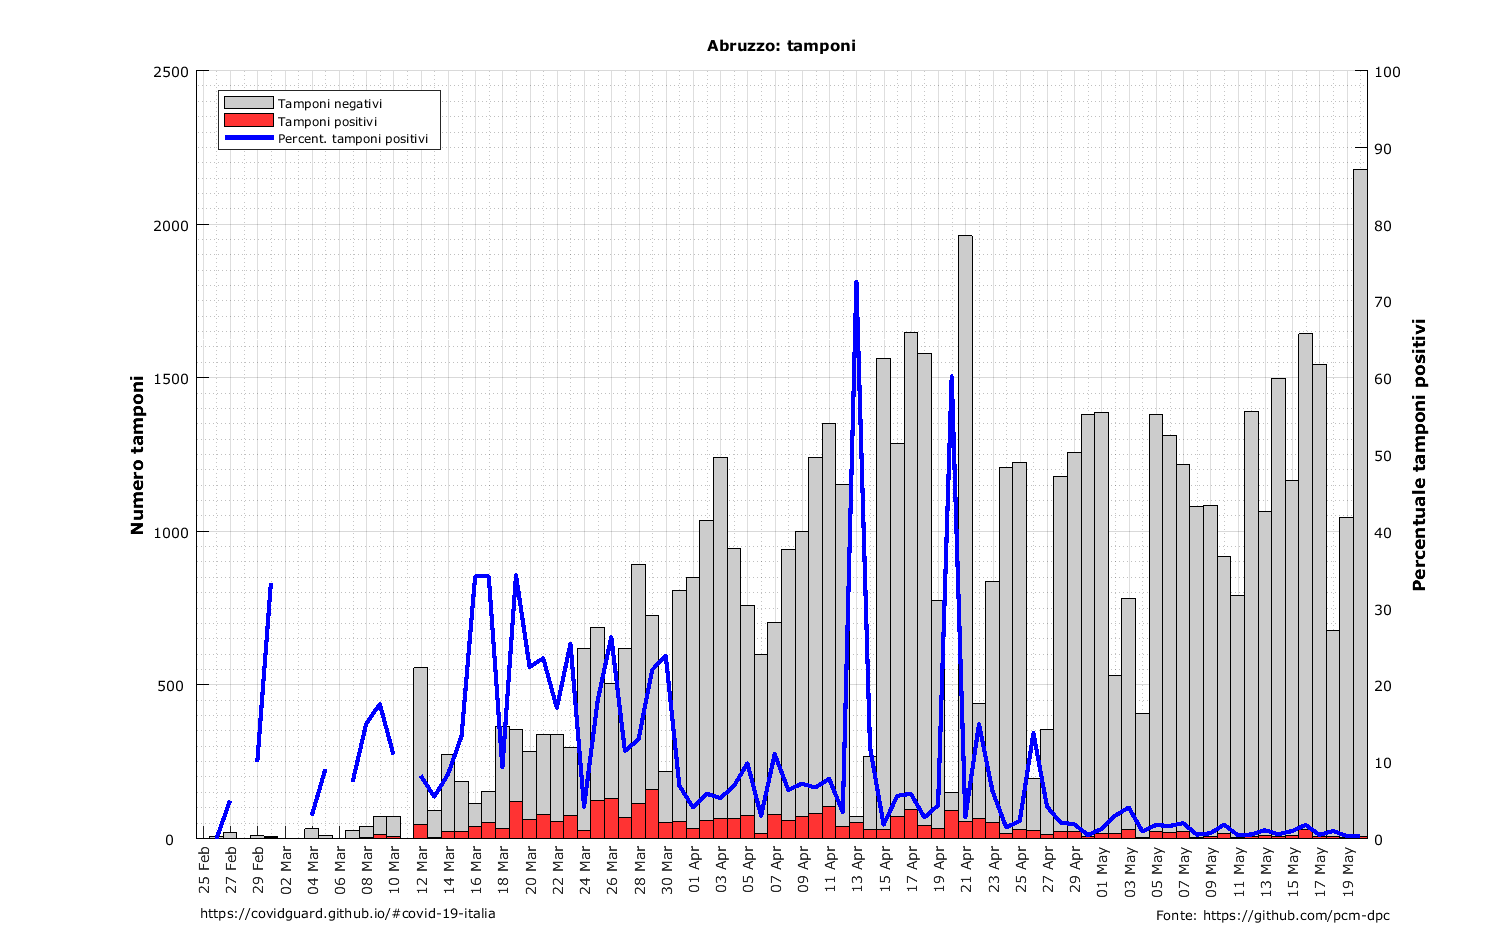 Abruzzo: tamponi
Tamponi negativi
Tamponi positivi
Percent. tamponi positivi
Numero tamponi
2500
2000
1500
1000
500
0
Percentuale tamponi positivi
100
90
80
70
60
50
40
30
20
10
0
25 Feb
27 Feb
29 Feb
02 Mar
04 Mar
06 Mar
08 Mar
10 Mar
12 Mar
14 Mar
16 Mar
18 Mar
20 Mar
22 Mar
24 Mar
26 Mar
28 Mar
30 Mar
01 Apr
03 Apr
05 Apr
07 Apr
09 Apr
11 Apr
13 Apr
15 Apr
17 Apr
19 Apr
21 Apr
23 Apr
25 Apr
27 Apr
29 Apr
01 May
03 May
05 May
07 May
09 May
11 May
13 May
15 May
17 May
19 May
https://covidguard.github.io/#covid-19-italia
Fonte: https://github.com/pcm-dpc